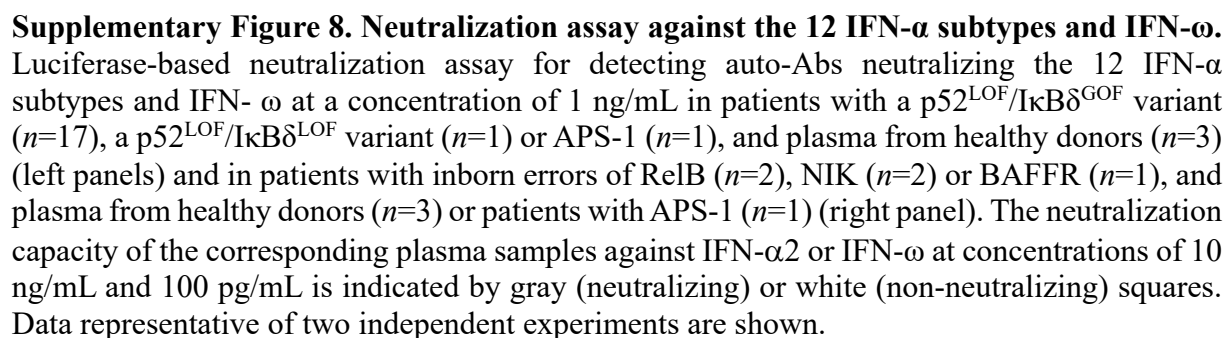 Supplementary Figure 8. Neutralization assay against the 12 IFN-α subtypes and IFN-ω.
Luciferase-based neutralization assay for detecting auto-Abs neutralizing the 12 IFN-α
subtypes and IFN- ω at a concentration of 1 ng/mL in patients with a p52LOF/IκBδGOF variant
(n=17), a p52LOF/IκBδLOF variant (n=1) or APS-1 (n=1), and plasma from healthy donors (n=3)
(left panels) and in patients with inborn errors of RelB (n=2), NIK (n=2) or BAFFR (n=1), and
plasma from healthy donors (n=3) or patients with APS-1 (n=1) (right panel). The neutralization
capacity of the corresponding plasma samples against IFN-α2 or IFN-ω at concentrations of 10
ng/mL and 100 pg/mL is indicated by gray (neutralizing) or white (non-neutralizing) squares.
Data representative of two independent experiments are shown.